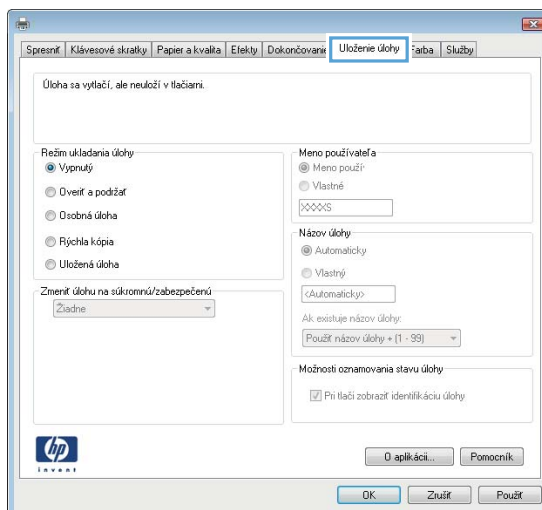 Spresniť Klávesové skratky Papier a kvalita Efekty Dokončovanie Uloženie úlohy Farba Služby
Úloha sa vytlačí, ale neuloží v tlačiarni.
Režim ukladania úlohy
Vypnutý
Overiť a podržať
Osobná úloha
Rýchla kópia
Uložená úloha
Zmeniť úlohu na súkromnú/zabezpečenú
Žiadne
Meno používateľa
Meno použí
Vlastné
XXXXS
Názov úlohy
Automaticky
Vlastný
<Automaticky>
Ak existuje názov úlohy:
Použiť názov úlohy + (1 - 99)
Možnosti oznamovania stavu úlohy
Pri tlači zobraziť identifikáciu úlohy
hp
invent
O aplikácii... Pomocník
OK Zrušiť Použiť